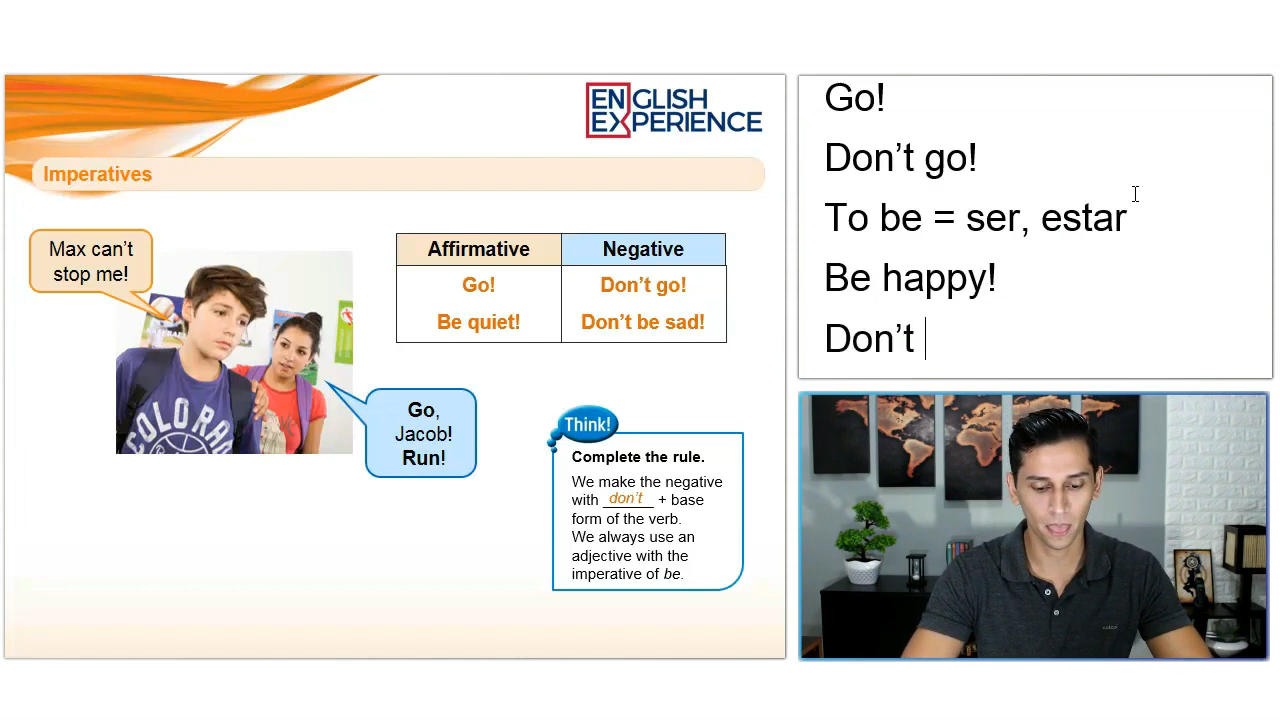 ENGLISH
EXPERIENCE
Imperatives
Max can't
stop me!
COLORA
Go,
Jacob!
Run!
Affirmative
Negative
Go!
Don't go!
Be quiet!
Don't be sad!
Think!
Complete the rule.
We make the negative
with don't + base
form of the verb.
We always use an
adjective with the
imperative of be.
Go!
Don't go!
To be = ser, estar
Be happy!
Don't